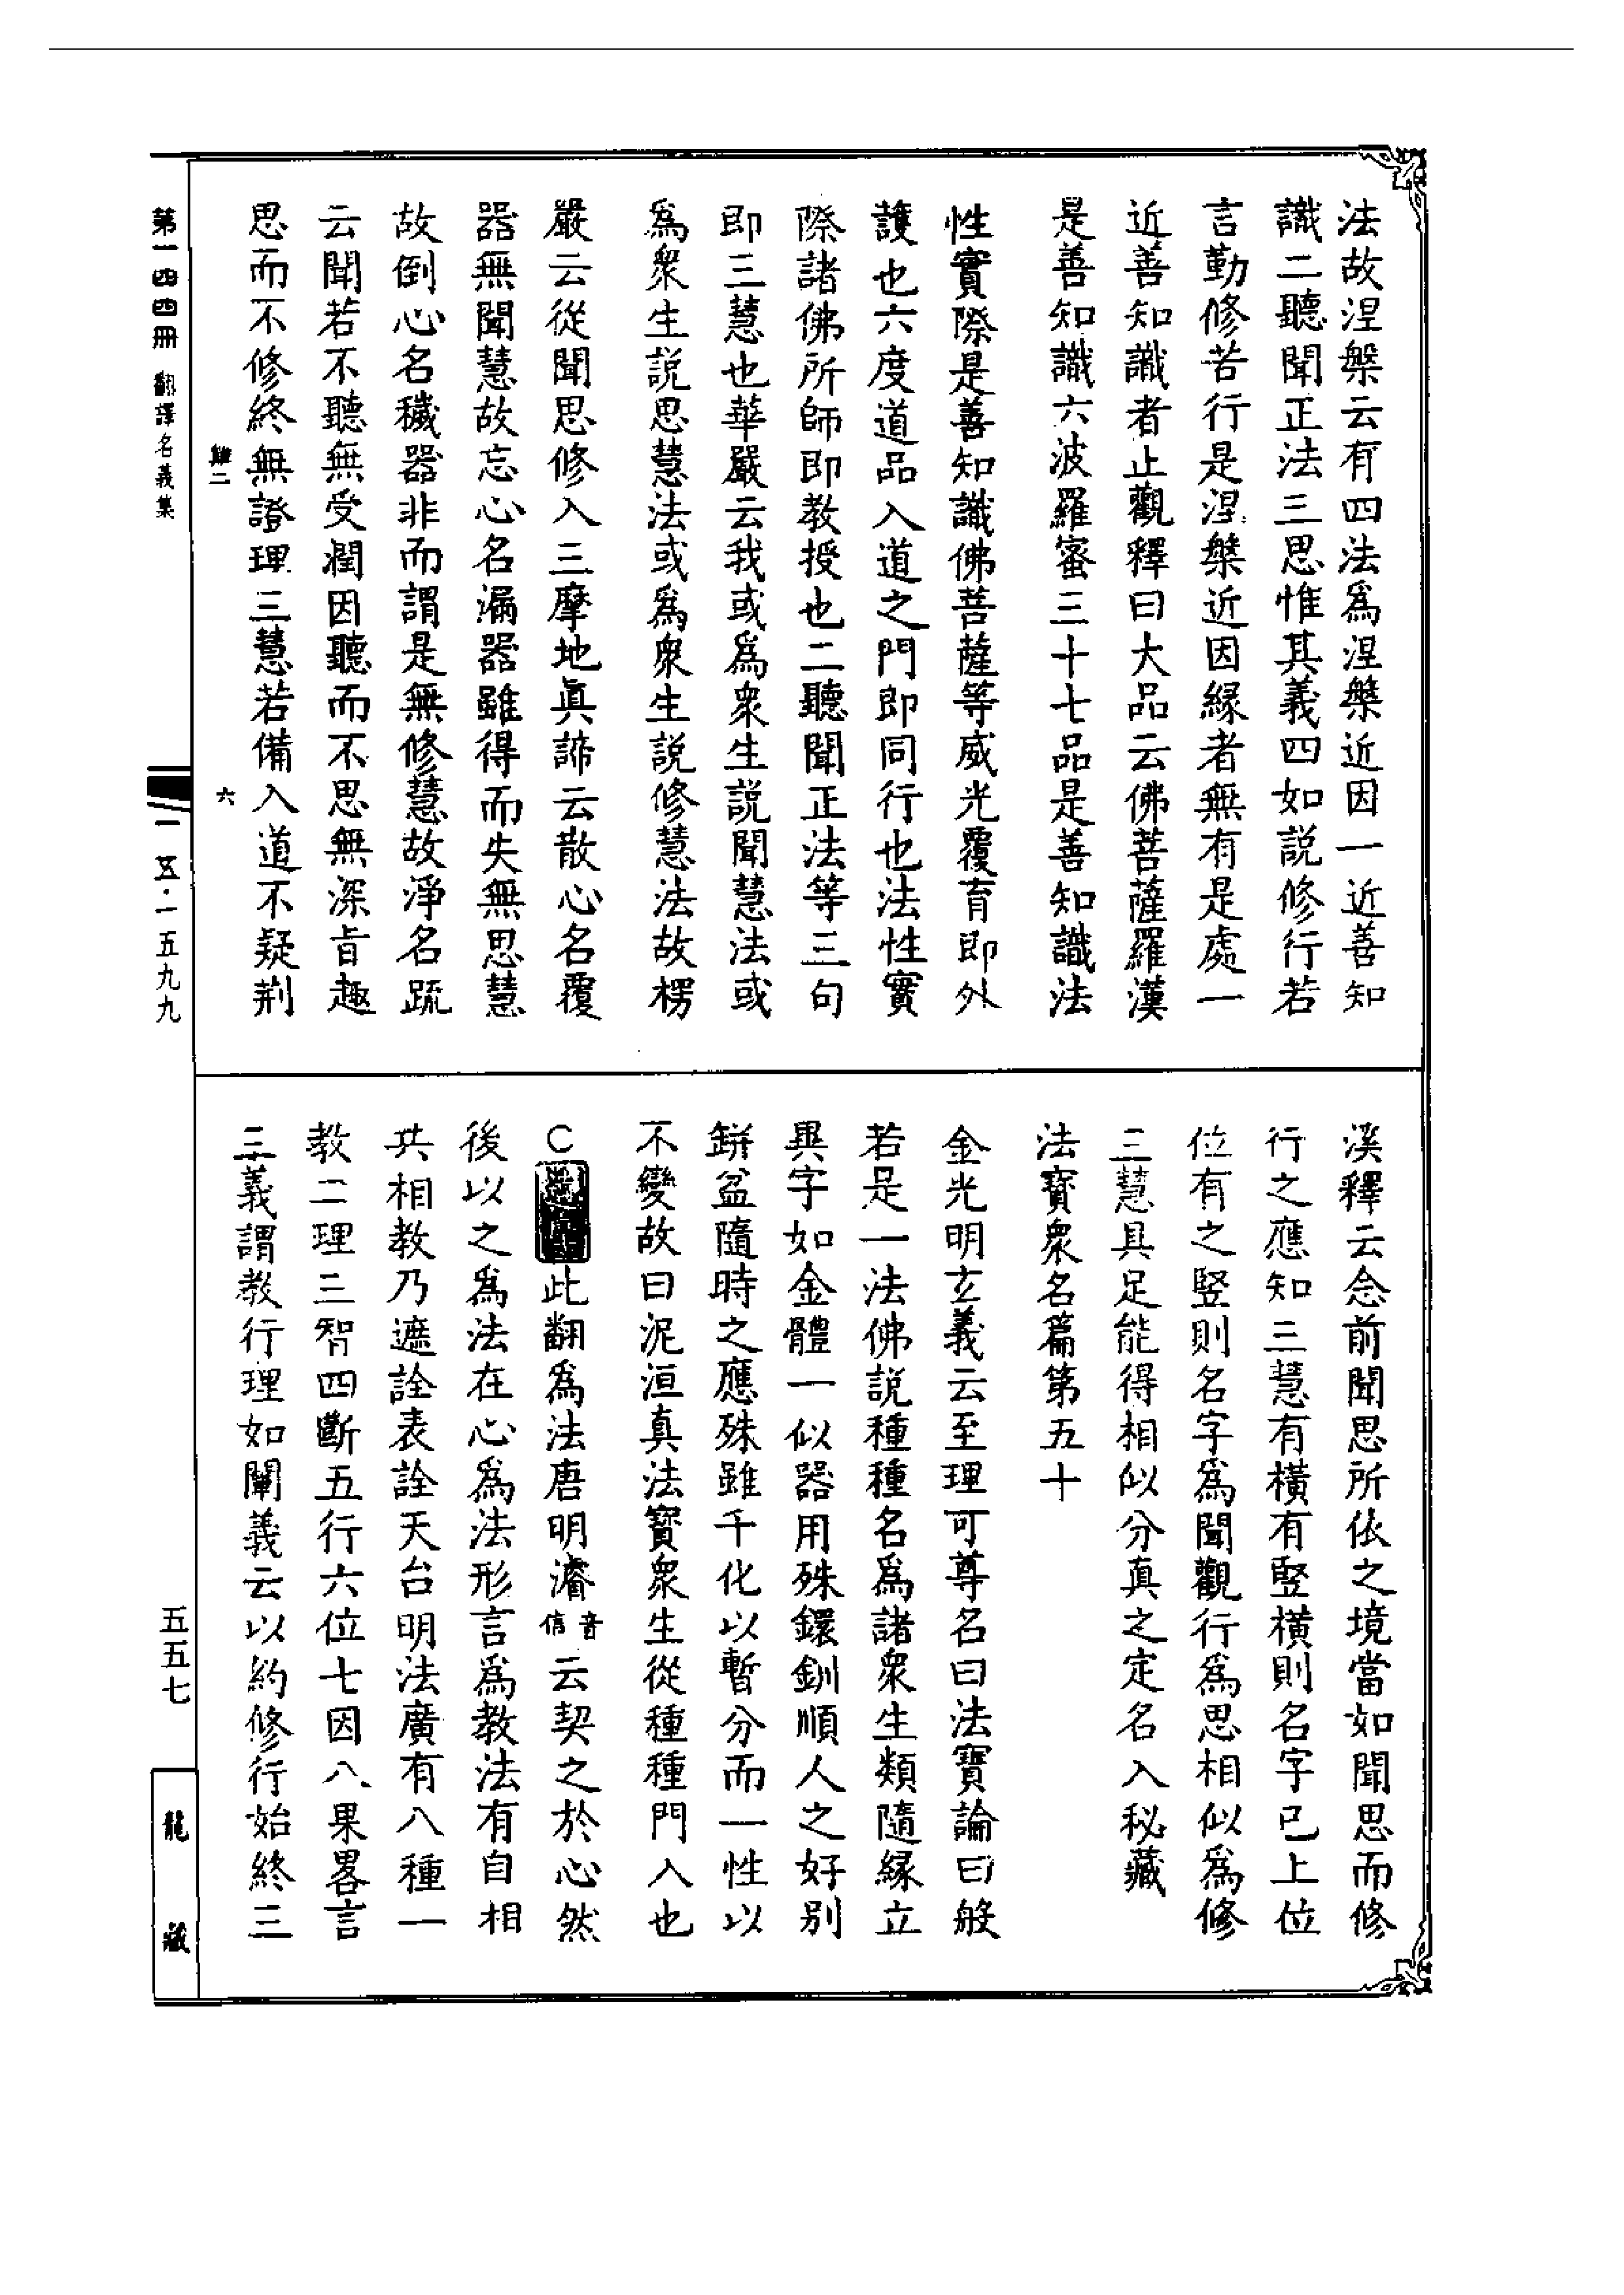 法故涅槃云有四法爲涅槃近因一近善知
識二聽聞正法三思惟其義四如說修行若
言勤修苦行是涅槃近因緣者無有是處一
近善知識者止觀釋曰大品云佛菩薩羅漢
是善知識六波羅蜜三十七品是善知識法
性實際是善知識佛菩薩等威光覆育即外
護也六度道品入道之門即同行也法性實
際諸佛所師即教授也二聽聞正法等三句
即三慧也華嚴云我或爲衆生説聞慧法或
爲衆生説思慧法或爲衆生説修慧法故楞
嚴云從聞思修入三摩地眞諦云散心名覆
器無聞慧故忘心名漏器雖得而失無思慧
故倒心名穢器非而謂是無修慧故淨名疏
云聞若不聽無受潤因聽而不思無深旨趣
思而不修終無證理三慧若備入道不疑荆
溪釋云念前聞思所依之境當如聞思而修
行之應知三慧有橫有竪橫則名字已上位
位有之竪則名字爲聞觀行爲思相似爲修
三慧具足能得相似分真之定名入秘藏
法寶衆名篇第五十
金光明玄義云至理可尊名曰法寶論曰般
若是一法佛説種種名爲諸衆生類隨緣立
異字如金體一似器用殊鐶釧順人之好別
缾盆隨時之應殊雖千化以暫分而一性以
不變故曰泥洹真法寶衆生從種種門入也
此翻爲法唐明濬音信云契之於心然
後以之爲法在心爲法形言爲教法有自相
共相教乃遮詮表詮天台明法廣有八種一
教二理三智四斷五行六位七因八果畧言
三義謂教行理如闡義云以約修行始終三
第一四四冊 翻譯名義集
六
一一五·一五九九
五五七
龍藏